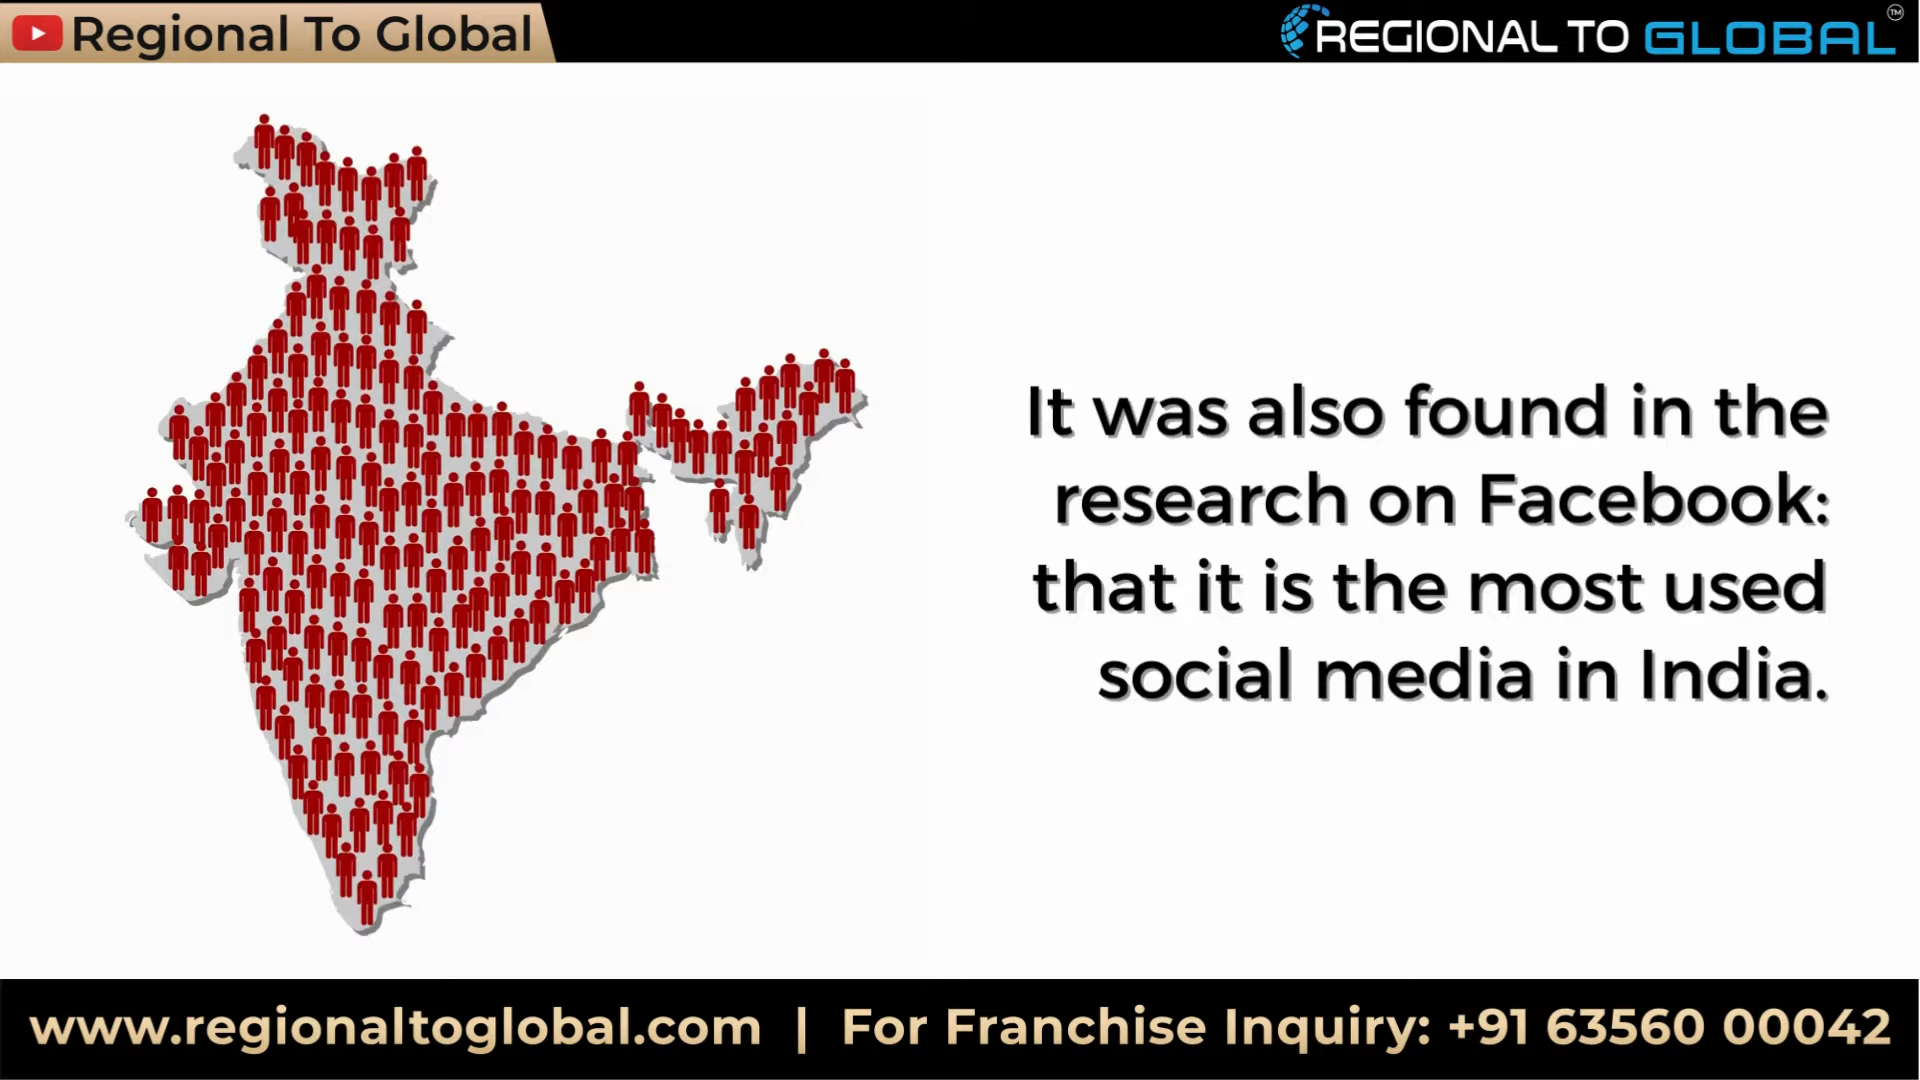 Regional To Global
REGIONAL TO GLOBAL™
It was also found in the
research on Facebook:
that it is the most used
social media in India.
www.regionaltoglobal.com | For Franchise Inquiry: +91 63560 00042